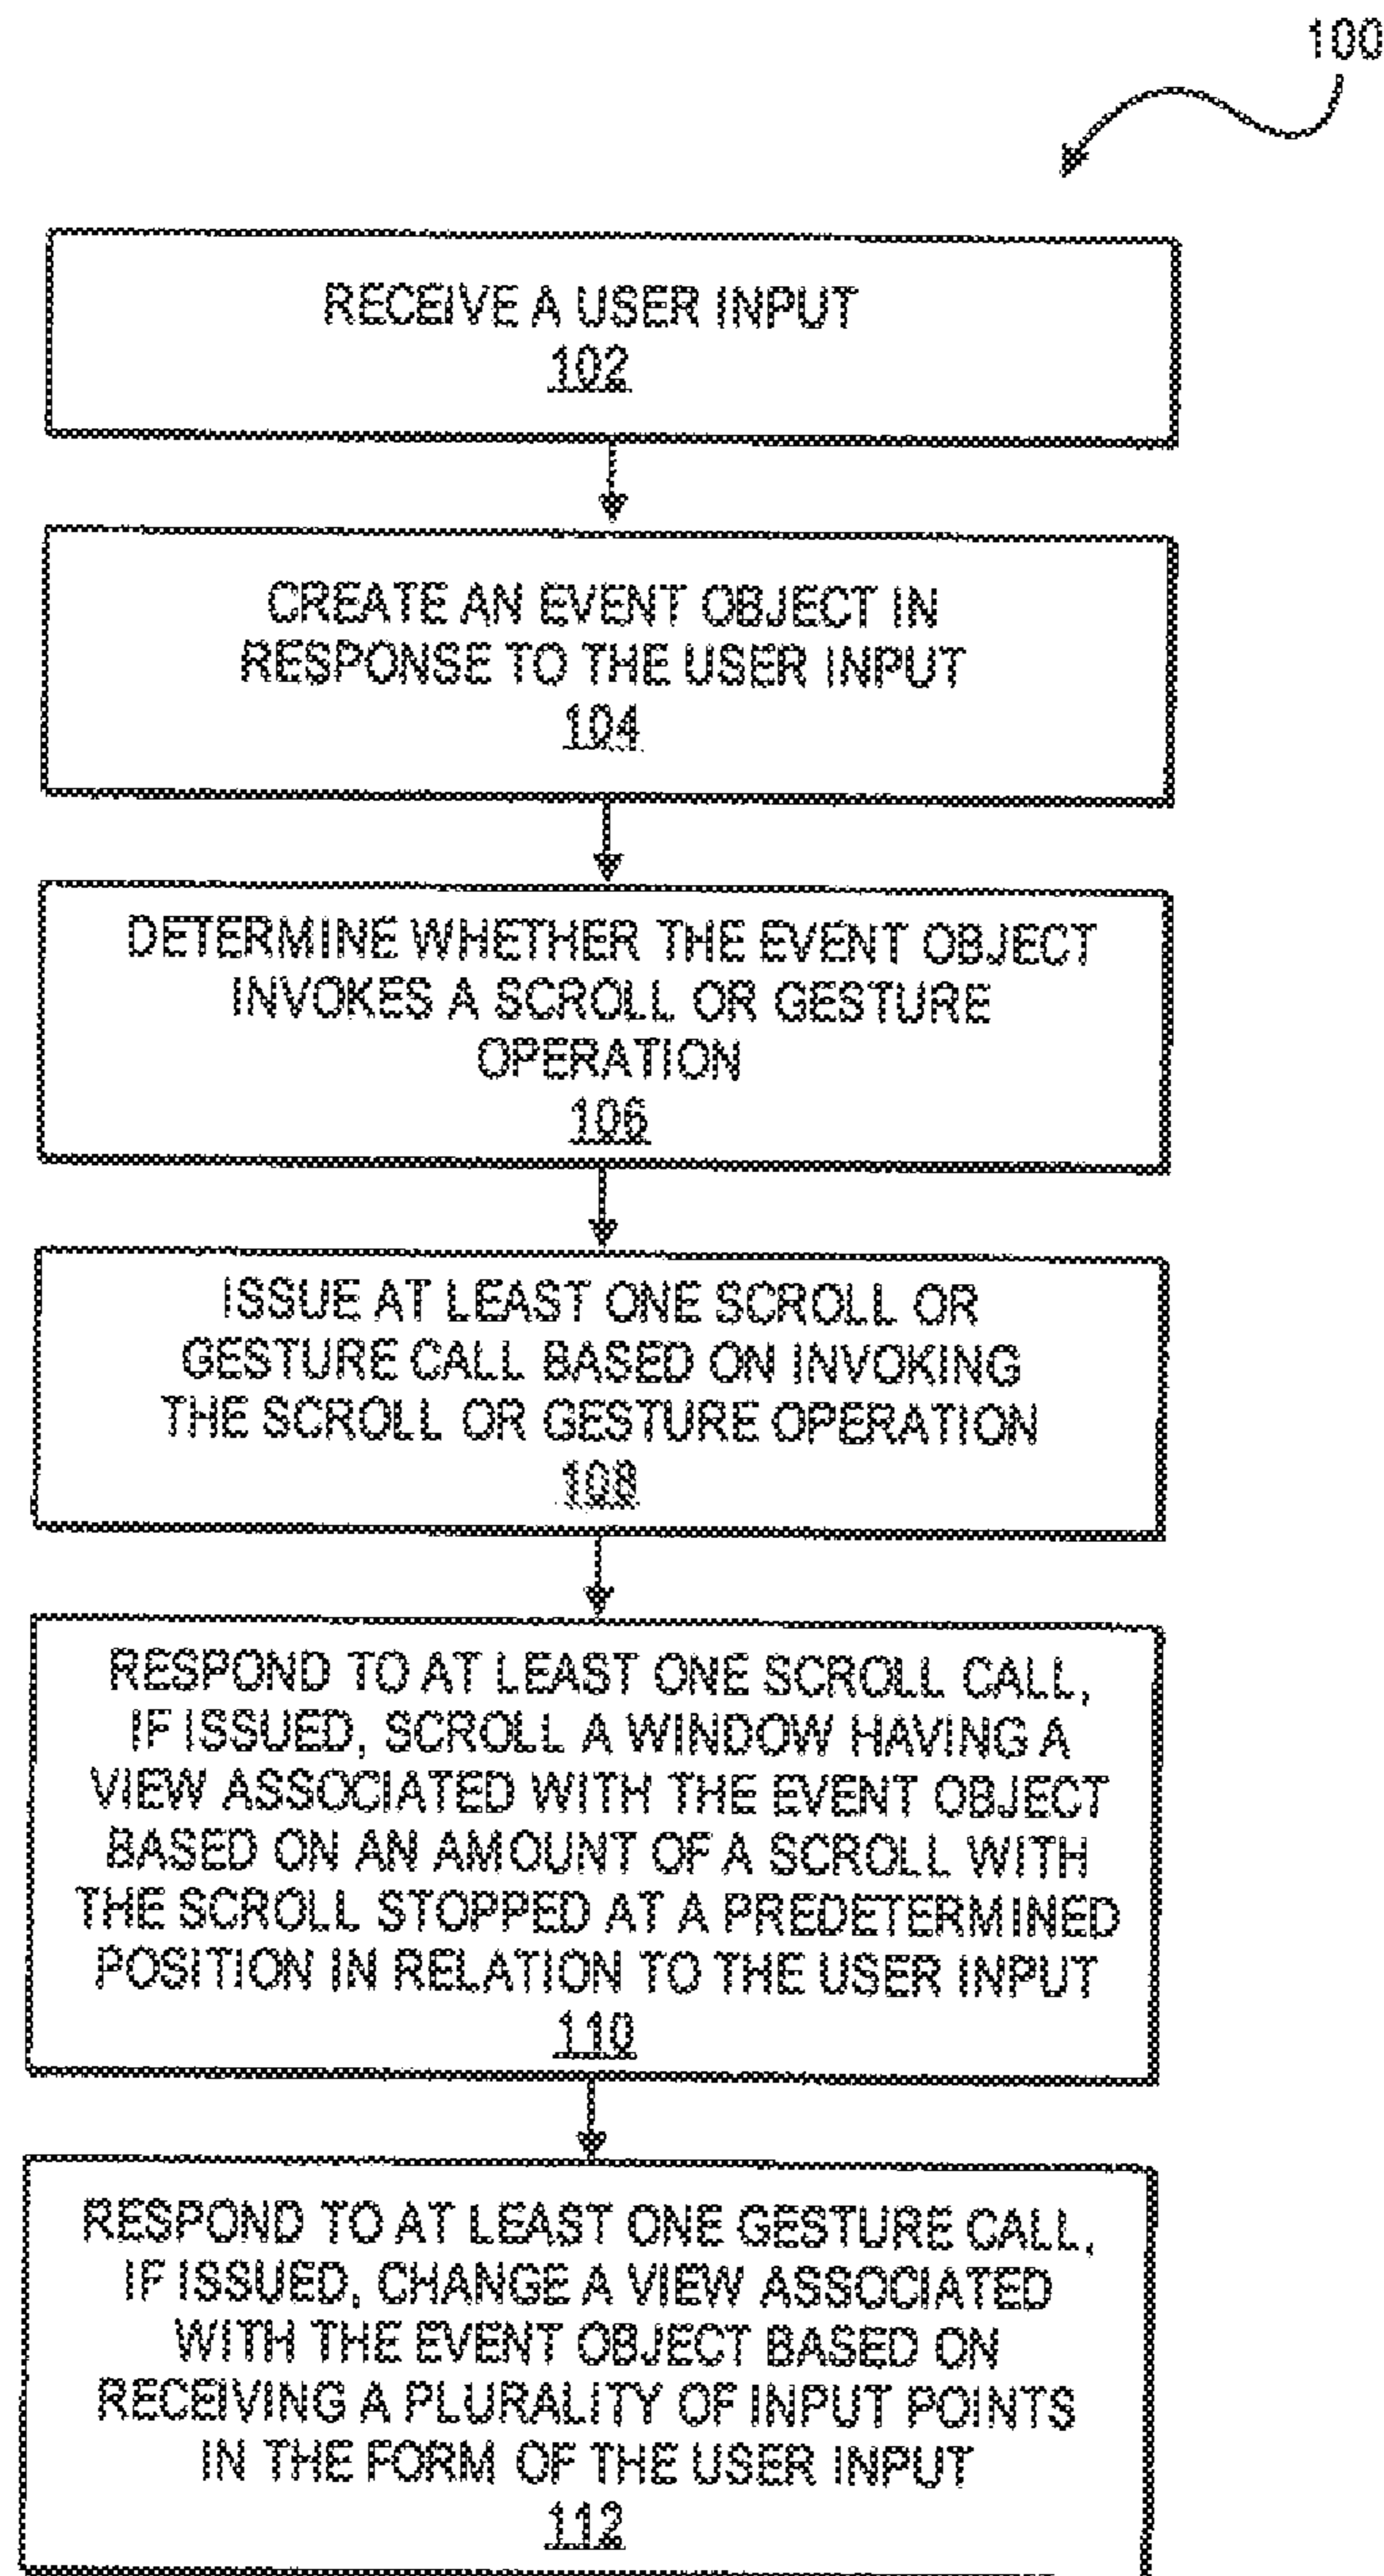 100
RECEIVE A USER INPUT
102
CREATE AN EVENT OBJECT IN
RESPONSE TO THE USER INPUT
104
DETERMINE WHETHER THE EVENT OBJECT
INVOKES A SCROLL OR GESTURE
OPERATION
106
ISSUE AT LEAST ONE SCROLL OR
GESTURE CALL BASED ON INVOKING
THE SCROLL OR GESTURE OPERATION
108
RESPOND TO AT LEAST ONE SCROLL CALL,
IF ISSUED, SCROLL A WINDOW HAVING A
VIEW ASSOCIATED WITH THE EVENT OBJECT
BASED ON AN AMOUNT OF A SCROLL WITH
THE SCROLL STOPPED AT A PREDETERMINED
POSITION IN RELATION TO THE USER INPUT
110
RESPOND TO AT LEAST ONE GESTURE CALL,
IF ISSUED, CHANGE A VIEW ASSOCIATED
WITH THE EVENT OBJECT BASED ON
RECEIVING A PLURALITY OF INPUT POINTS
IN THE FORM OF THE USER INPUT
112